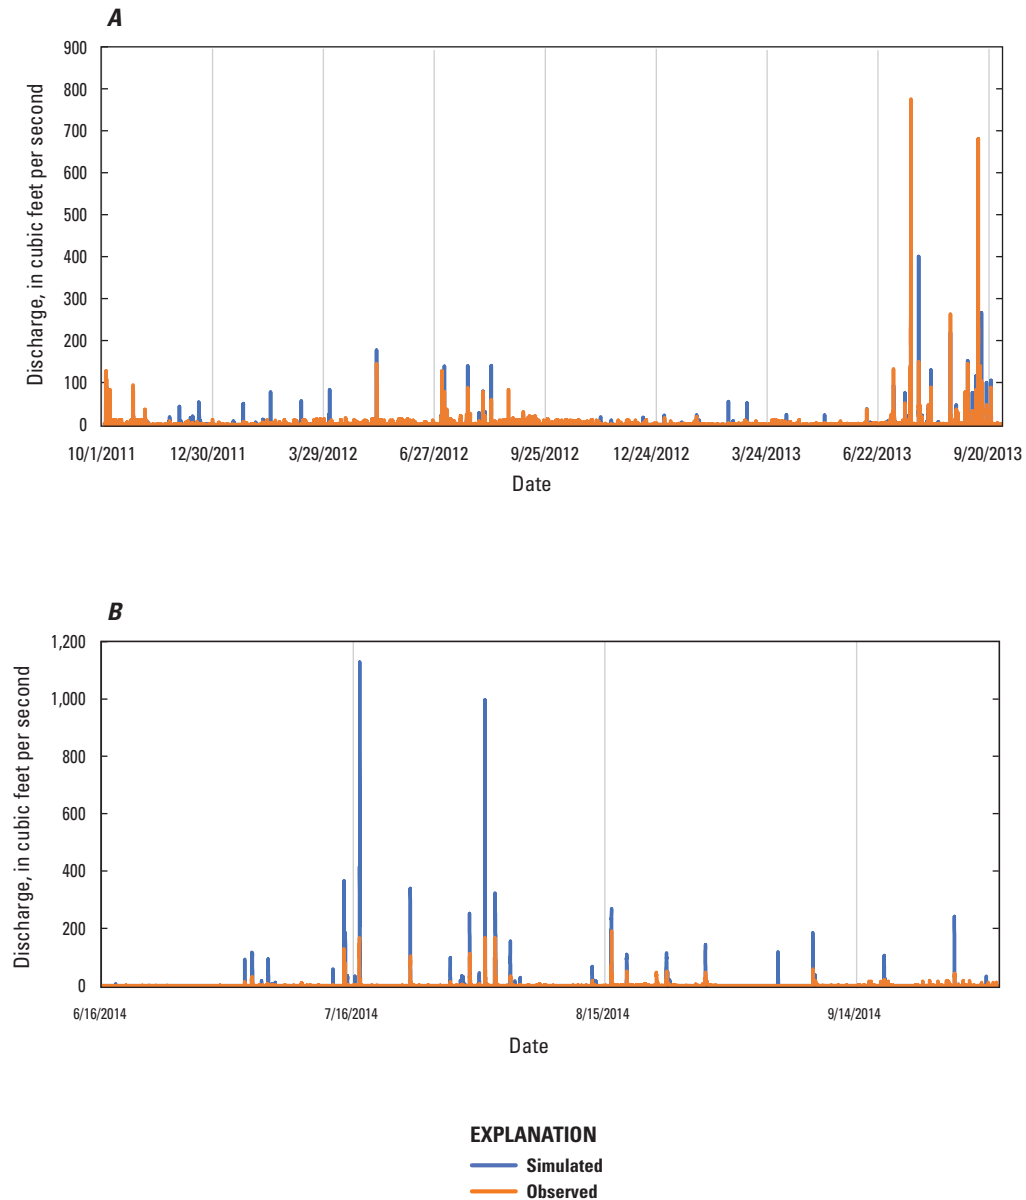 A
Discharge, in cubic feet per second
900
800
700
600
500
400
300
200
100
0
10/1/2011 12/30/2011 3/29/2012 6/27/2012 9/25/2012 12/24/2012 3/24/2013 6/22/2013 9/20/2013
Date
B
Discharge, in cubic feet per second
1,200
1,000
800
600
400
200
0
6/16/2014 7/16/2014 8/15/2014 9/14/2014
Date
EXPLANATION
Simulated
Observed